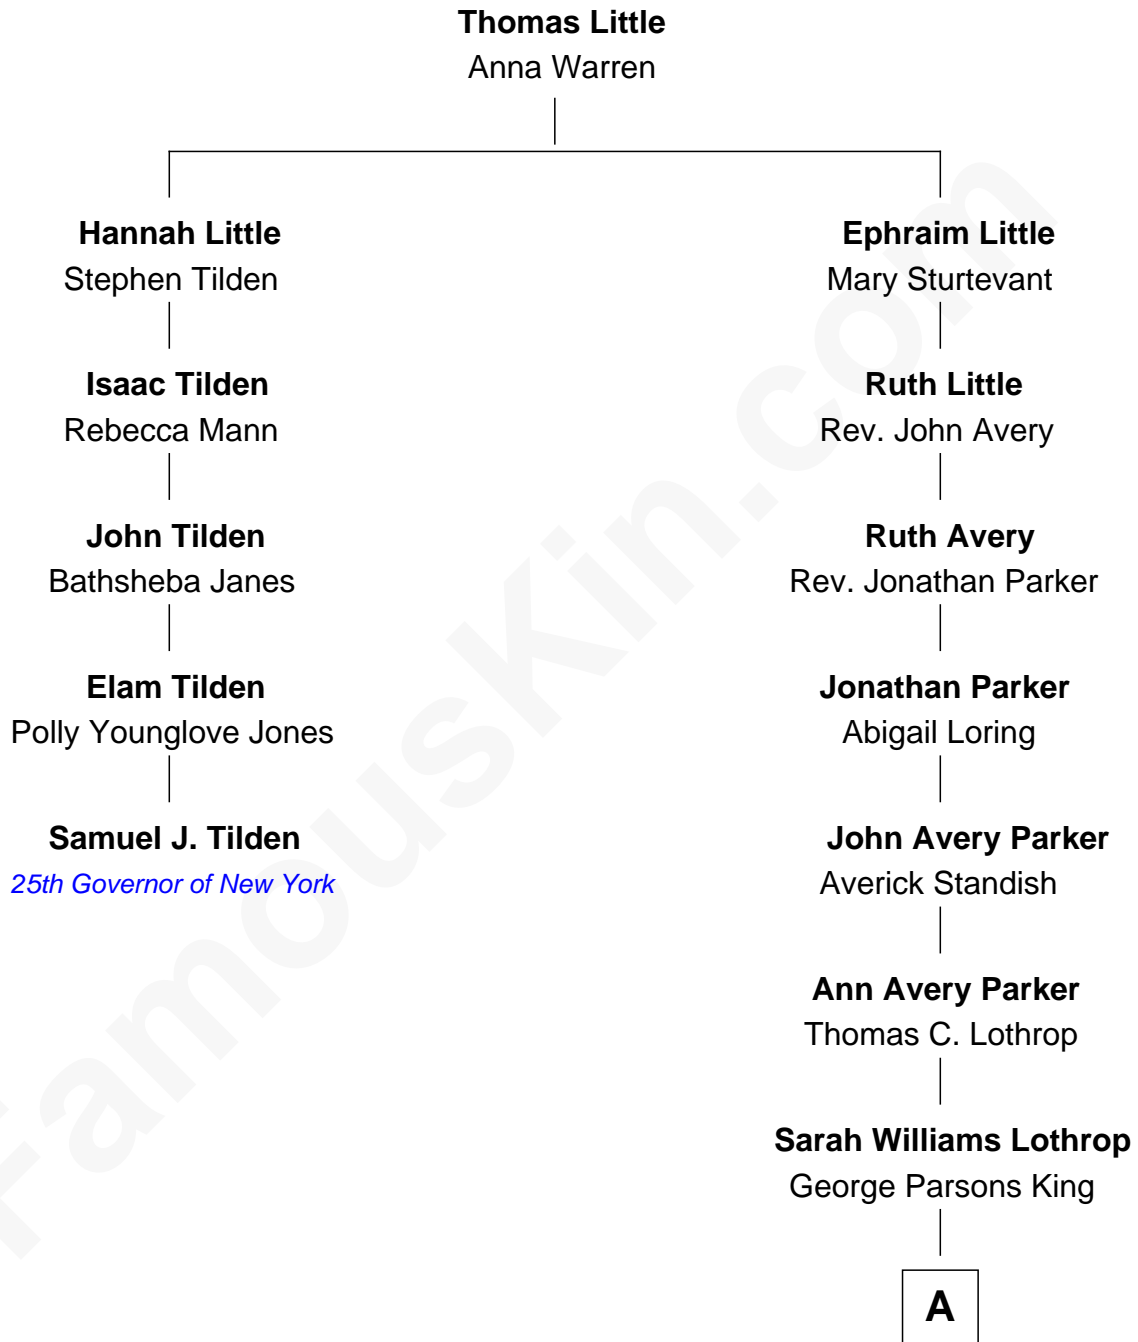 Thomas Little
Anna Warren
Hannah Little
Stephen Tilden
Isaac Tilden
Rebecca Mann
John Tilden
Bathsheba Janes
Elam Tilden
Polly Younglove Jones
Samuel J. Tilden
25th Governor of New York
Ephraim Little
Mary Sturtevant
Ruth Little
Rev. John Avery
Ruth Avery
Rev. Jonathan Parker
Jonathan Parker
Abigail Loring
John Avery Parker
Averick Standish
Ann Avery Parker
Thomas C. Lothrop
Sarah Williams Lothrop
George Parsons King
A
FamousKin.com